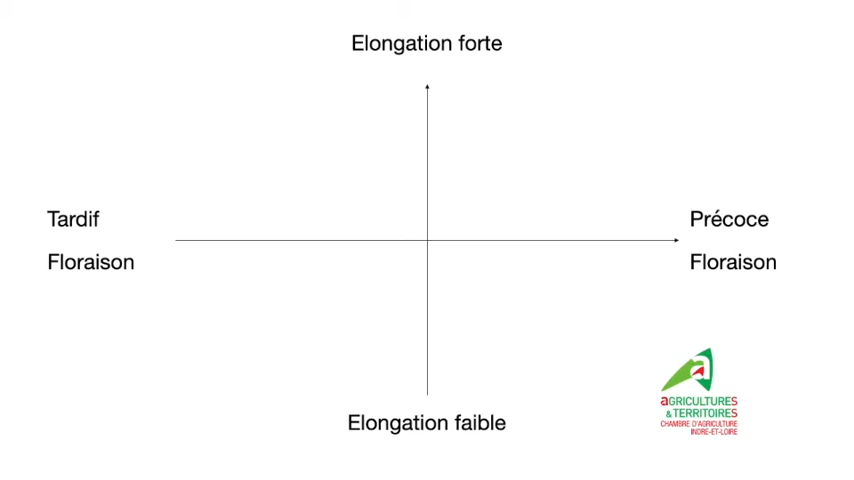 Elongation forte
Tardif
Précoce
Floraison
Floraison
Elongation faible
a
aGRICULTURES
& TERRITOIRES
CHAMBRE D'AGRICULTURE
INDRE-ET-LOIRE